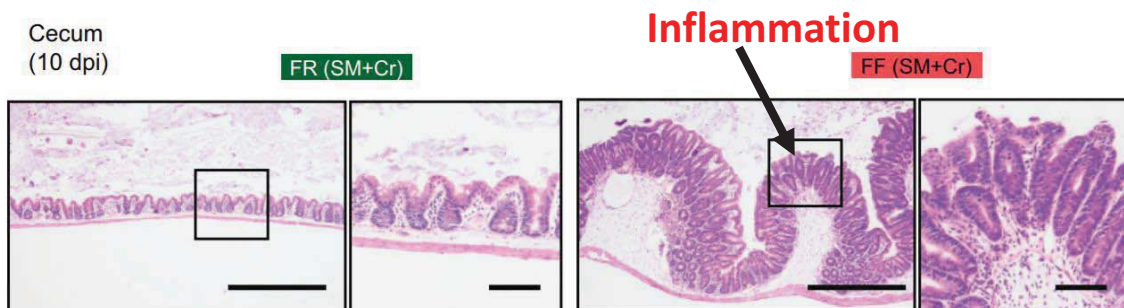 Inflammation
Cecum
(10 dpi)
FR (SM+Cr)
FF (SM+Cr)